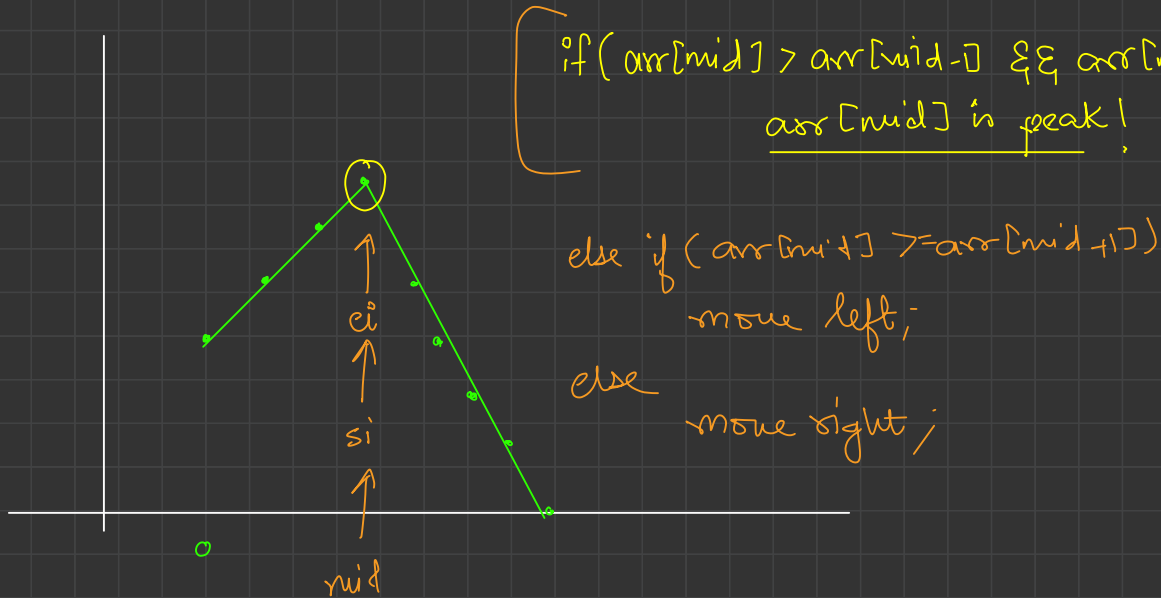 if (arr[mid] > arr[mid-1] && arr[
arr[mid] is peak!
else if (arr[mid] >=arr[mid+1])
move left;
ei
else
move right;
si
0
mid